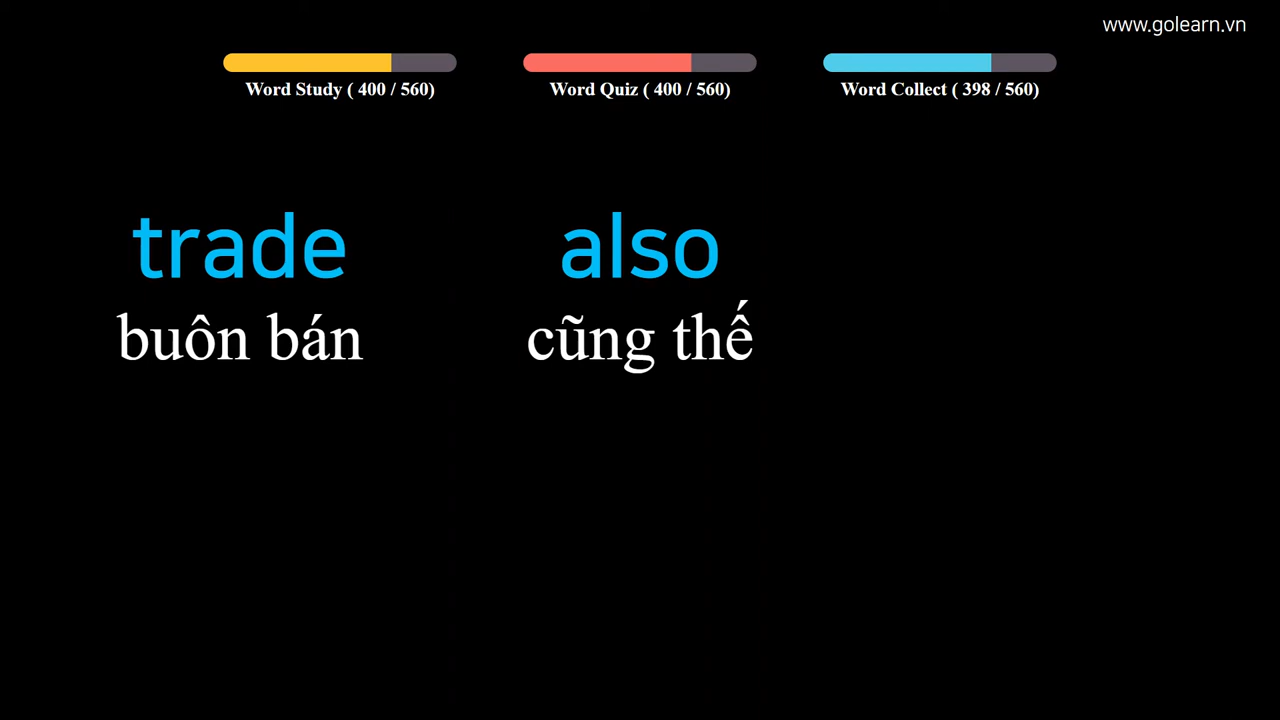 www.golearn.vn
Word Study ( 400 / 560)
Word Quiz ( 400 / 560)
Word Collect ( 398 / 560)
trade
buôn bán
also
cũng thế